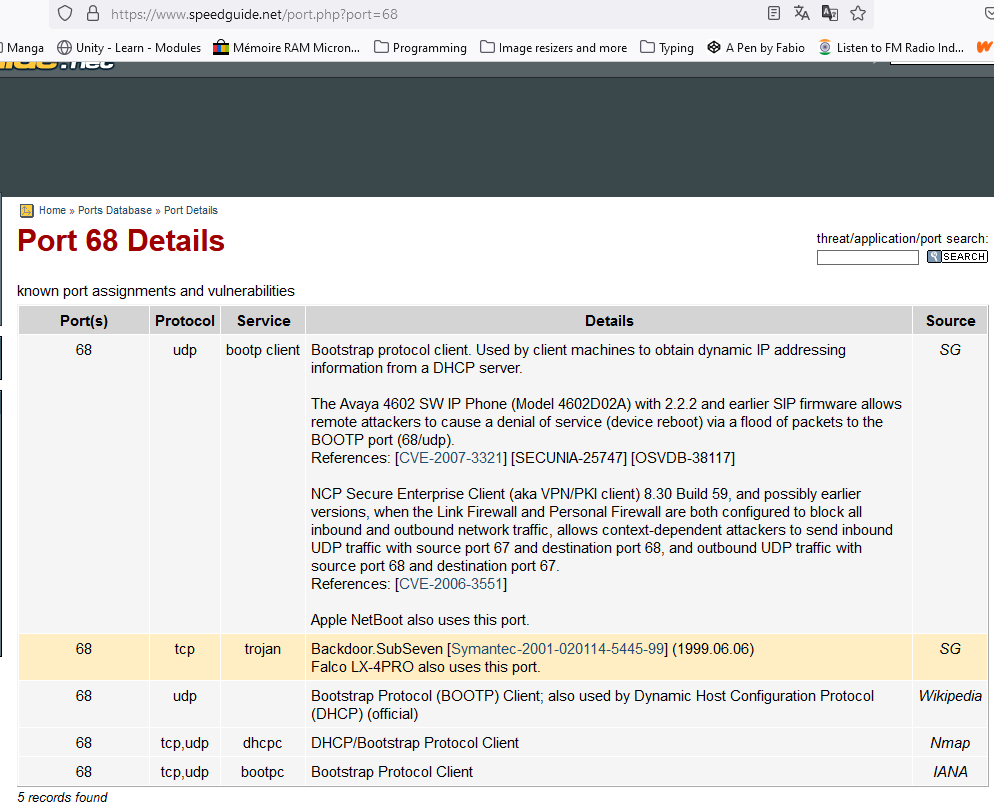 https://www.speedguide.net/port.php?port=68
Manga Unity - Learn - Modules Mémoire RAM Micron... Programming Image resizers and more Typing A Pen by Fabio Listen to FM Radio Ind...
Home » Ports Database » Port Details
Port 68 Details
threat/application/port search:
SEARCH
known port assignments and vulnerabilities
Port(s) Protocol Service Details Source
68 udp bootp client Bootstrap protocol client. Used by client machines to obtain dynamic IP addressing SG
information from a DHCP server.
The Avaya 4602 SW IP Phone (Model 4602D02A) with 2.2.2 and earlier SIP firmware allows
remote attackers to cause a denial of service (device reboot) via a flood of packets to the
BOOTP port (68/udp).
References: [CVE-2007-3321] [SECUNIA-25747] [OSVDB-38117]
NCP Secure Enterprise Client (aka VPN/PKI client) 8.30 Build 59, and possibly earlier
versions, when the Link Firewall and Personal Firewall are both configured to block all
inbound and outbound network traffic, allows context-dependent attackers to send inbound
UDP traffic with source port 67 and destination port 68, and outbound UDP traffic with
source port 68 and destination port 67.
References: [CVE-2006-3551]
Apple NetBoot also uses this port.
68 tcp trojan Backdoor.SubSeven [Symantec-2001-020114-5445-99] (1999.06.06) SG
Falco LX-4PRO also uses this port.
68 udp Bootstrap Protocol (BOOTP) Client; also used by Dynamic Host Configuration Protocol Wikipedia
(DHCP) (official)
68 tcp,udp dhcpc DHCP/Bootstrap Protocol Client Nmap
68 tcp,udp bootpc Bootstrap Protocol Client IANA
5 records found